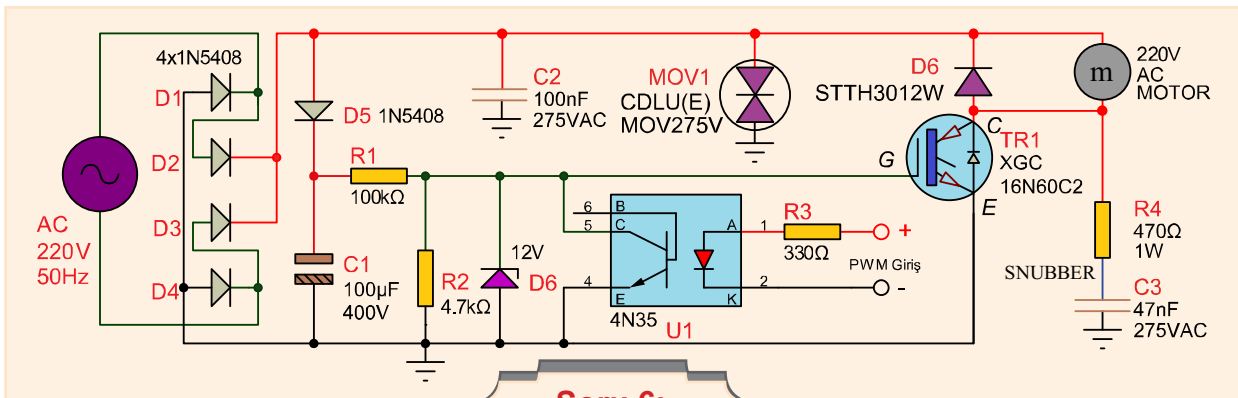 4x1N5408
D1
D2
D3
D4
AC
220V
50Hz
D5 1N5408
R1
100kΩ
C1
100µF
400V
R2
4.7kΩ
12V
D6
C2
100nF
275VAC
MOV1
CDLU(E)
MOV275V
6 B
5 C
4 E
A 1
K 2
4N35
U1
R3
330Ω
+
PWM Giriş
-
D6
STTH3012W
m
220V
AC
MOTOR
C
G
E
TR1
XGC
16N60C2
R4
470Ω
1W
SNUBBER
C3
47nF
275VAC